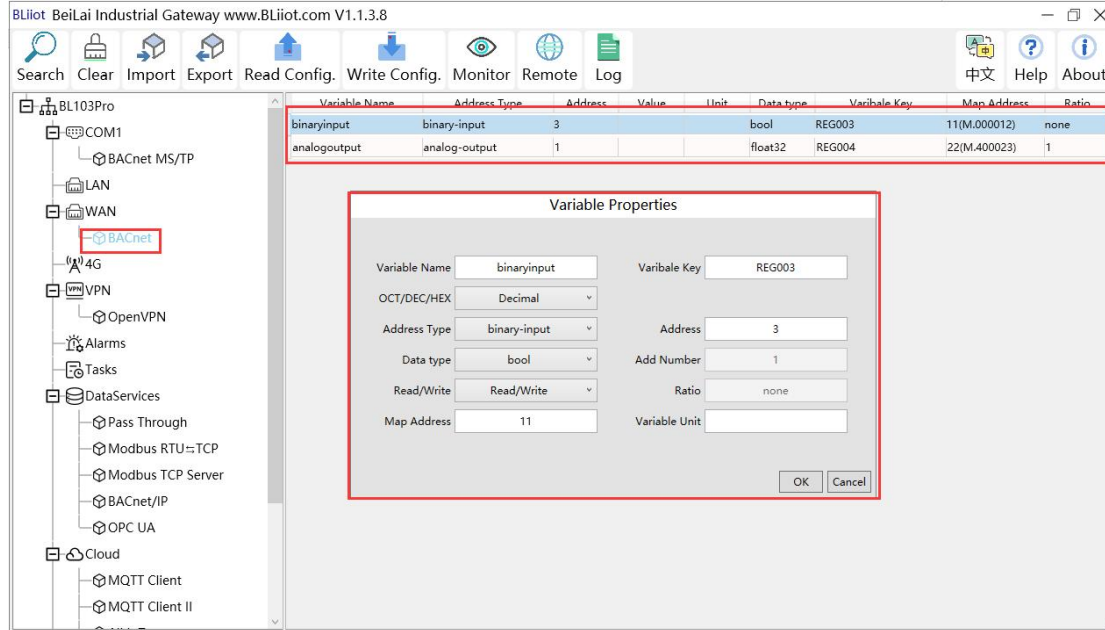 BLiiot BeiLai Industrial Gateway www.BLiiot.com V1.1.3.8
Search Clear Import Export Read Config. Write Config. Monitor Remote Log 中文 Help About
BL103Pro
COM1
BACnet MS/TP
LAN
WAN
BACnet
4G
VPN
OpenVPN
Alarms
Tasks
DataServices
Pass Through
Modbus RTU⇆TCP
Modbus TCP Server
BACnet/IP
OPC UA
Cloud
MQTT Client
MQTT Client II
Variable Name Address Type Address Value Unit Data type Varibale Key Map Address Ratio
binaryinput binary-input 3 bool REG003 11(M.000012) none
analogoutput analog-output 1 float32 REG004 22(M.400023) 1
Variable Properties
Variable Name binaryinput Varibale Key REG003
OCT/DEC/HEX Decimal
Address Type binary-input Address 3
Data type bool Add Number 1
Read/Write Read/Write Ratio none
Map Address 11 Variable Unit
OK Cancel